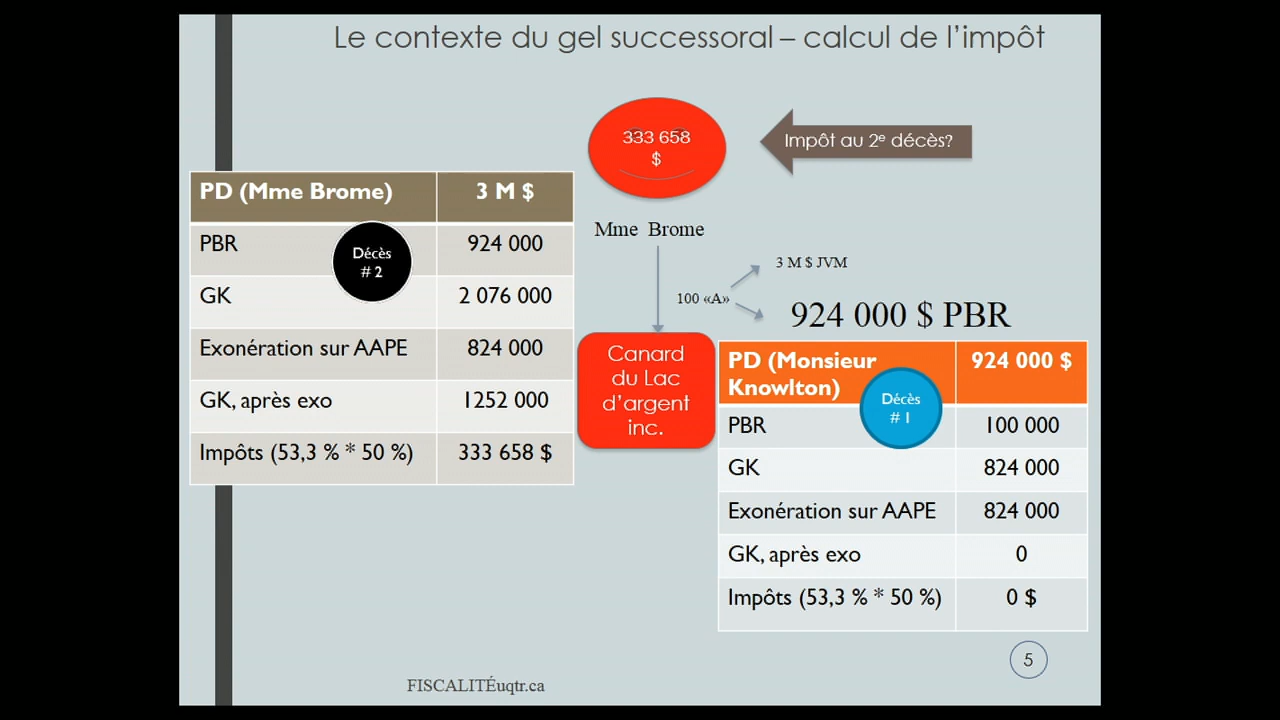 Le contexte du gel successoral – calcul de l'impôt
333 658
$
Impôt au 2e décès?
PD (Mme Brome) 3 M $
PBR 924 000
Décès
# 2
GK 2 076 000
Exonération sur AAPE 824 000
GK, après exo 1252 000
Impôts (53,3 % * 50 %) 333 658 $
Mme Brome
3 M $ JVM
100 «A»
924 000 $ PBR
Canard
du Lac
d'argent
inc.
PD (Monsieur
Knowlton) 924 000 $
Décès
# 1
PBR 100 000
GK 824 000
Exonération sur AAPE 824 000
GK, après exo 0
Impôts (53,3 % * 50 %) 0 $
5
FISCALITÉuqtr.ca